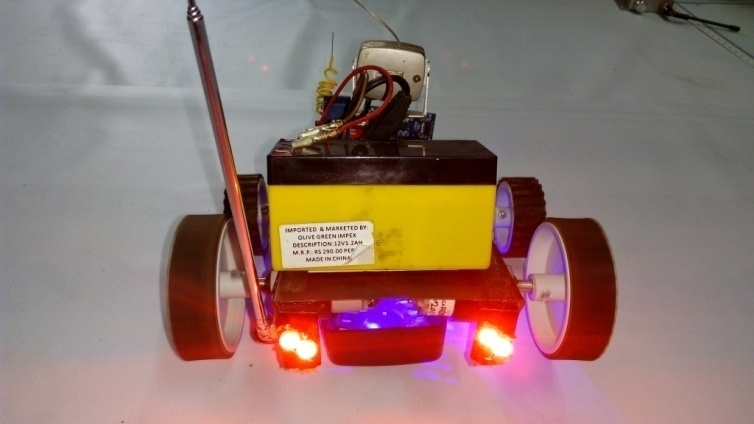 IMPORTED & MARKETED BY:
OLIVE GREEN IMPEX
DESCRIPTION:12V1.2AH
M.R.P.: RS 290.00 PER
MADE IN CHINA